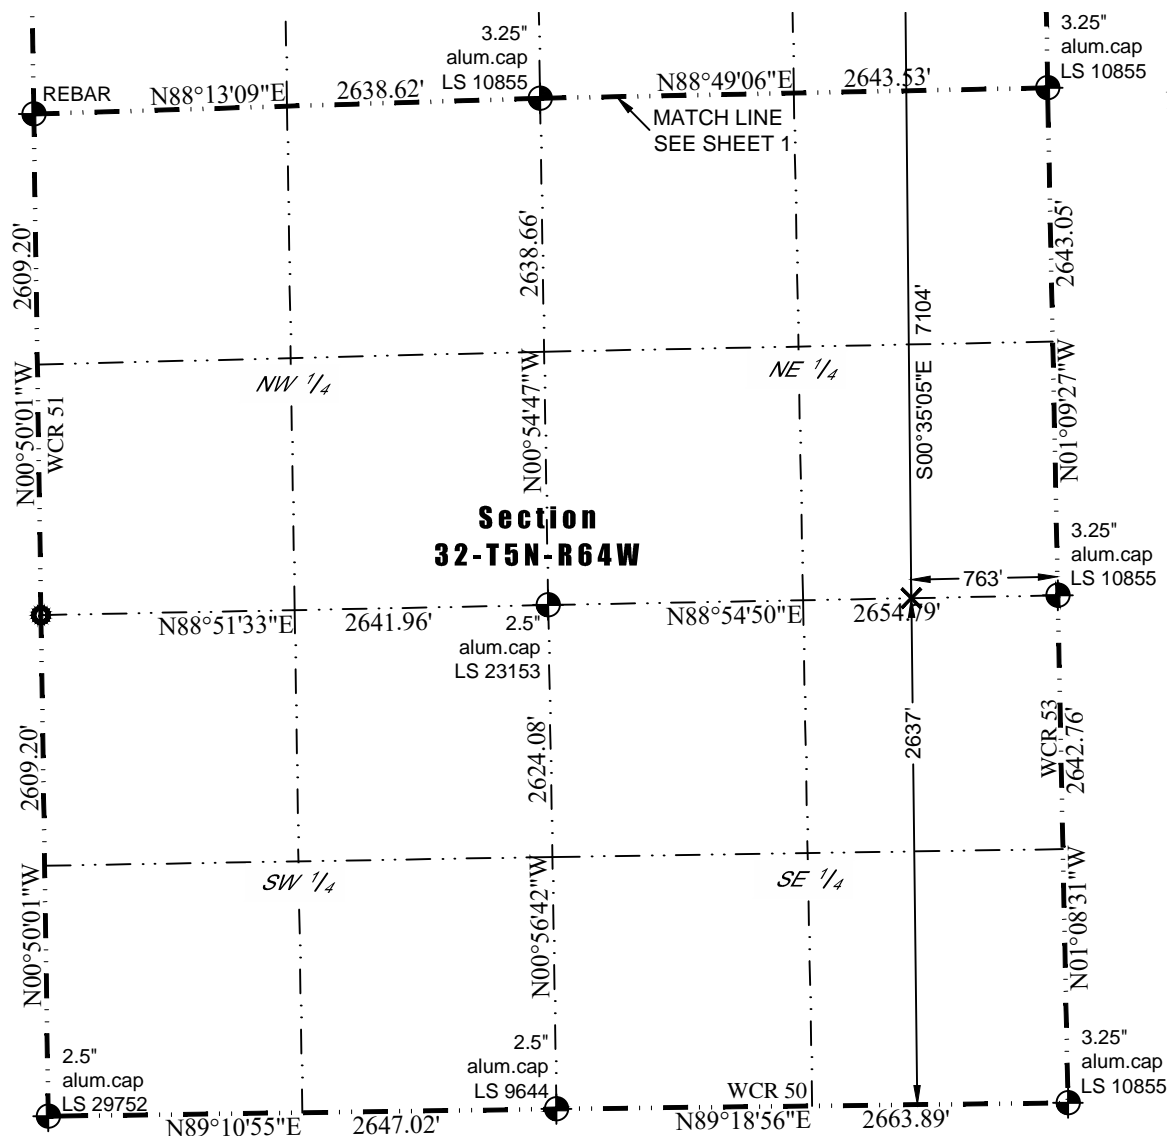 3.25"
alum.cap
LS 10855
3.25"
alum.cap
LS 10855
REBAR
N88°13'09"E
2638.62'
N88°49'06"E
2643.53'
MATCH LINE
SEE SHEET 1
2609.20'
2638.66'
2643.05'
7104'
S00°35'05"E
NW 1/4
NE 1/4
N00°50'01"W
WCR 51
N00°54'47"W
N01°09'27"W
Section
32-T5N-R64W
3.25"
alum.cap
LS 10855
763'
N88°51'33"E
2641.96'
N88°54'50"E
2654.79'
2.5"
alum.cap
LS 23153
2609.20'
2624.08'
2637'
WCR 53
2642.76'
SW 1/4
SE 1/4
N00°50'01"W
N00°56'42"W
N01°08'31"W
2.5"
alum.cap
LS 29752
2.5"
alum.cap
LS 9644
3.25"
alum.cap
LS 10855
WCR 50
N89°10'55"E
2647.02'
N89°18'56"E
2663.89'